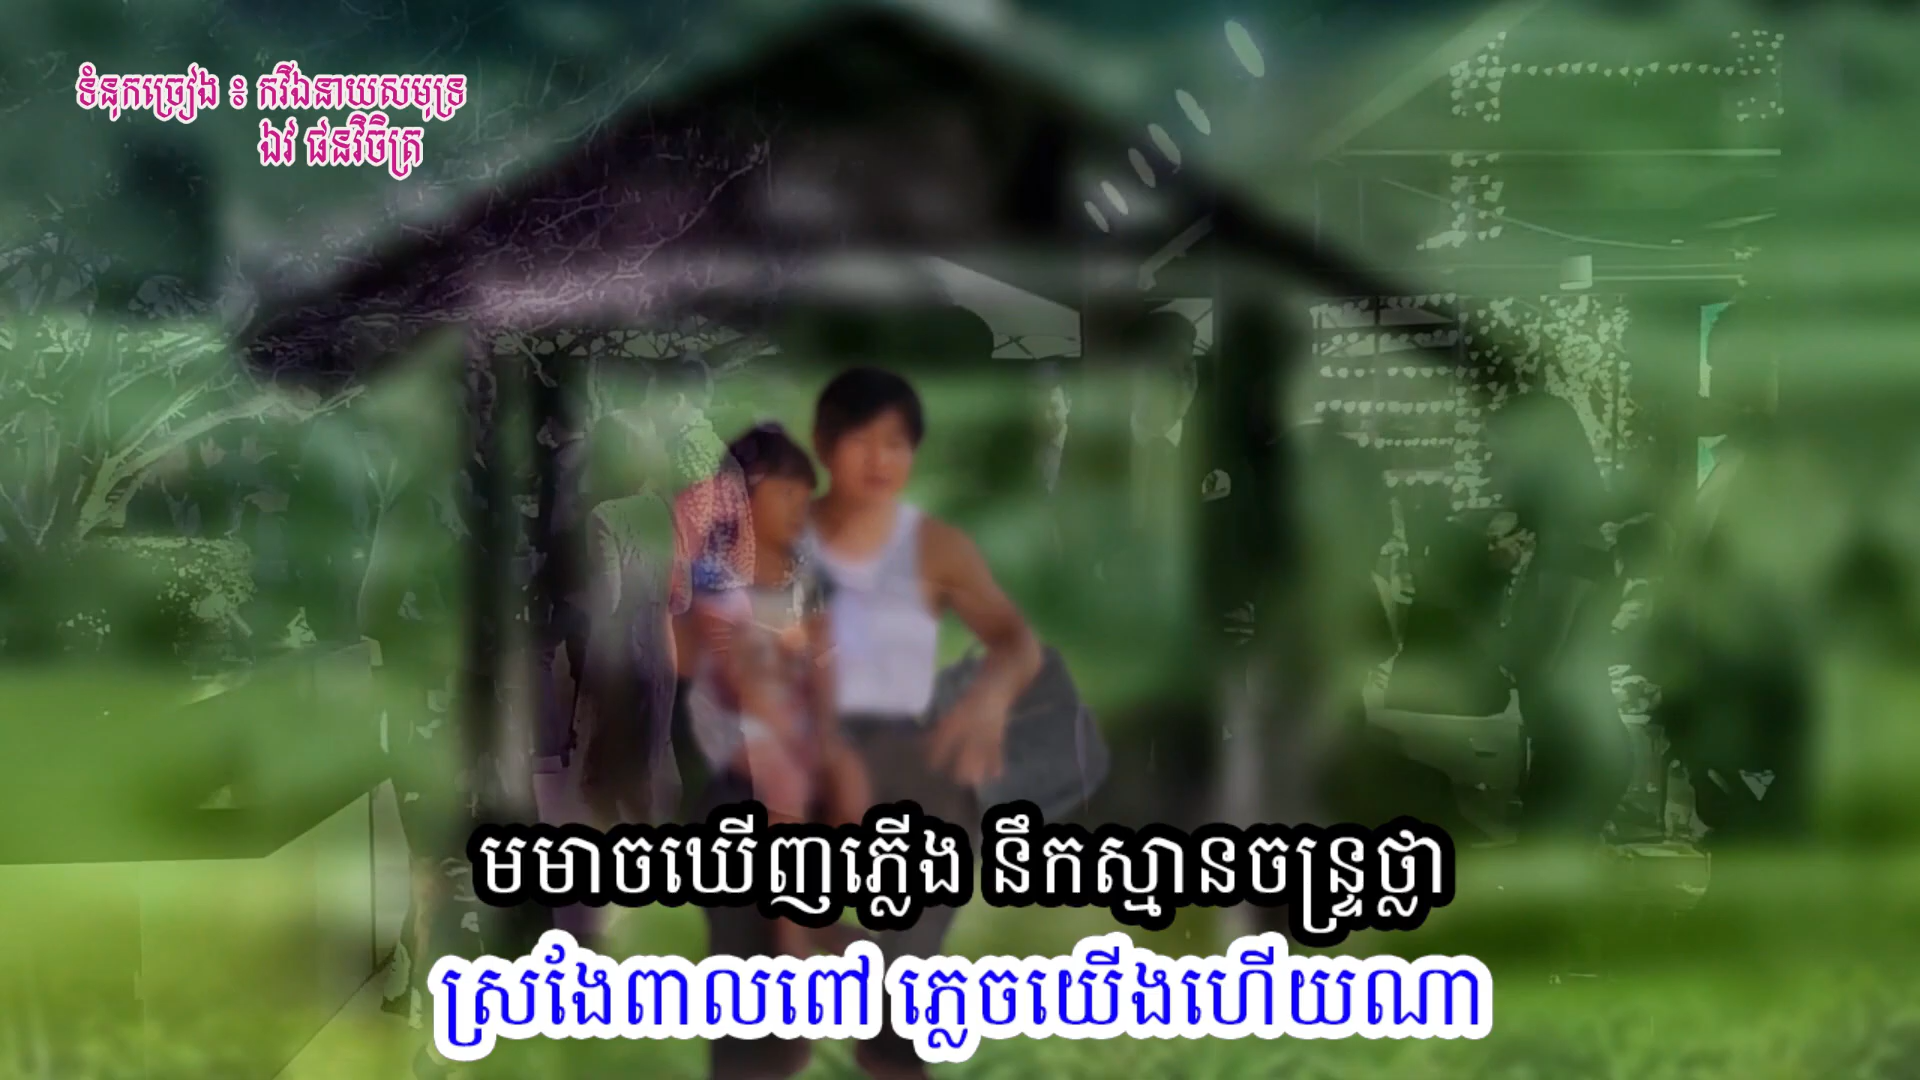 ទំនុកច្រៀង ៖ កវីឯនាយសមុទ្រ
ឯវ ផនវិចិត្រ
មមាចឃើញភ្លើង នឹកស្មានចន្ទ្រថ្លា
ស្រងែពាលពៅ ភ្លេចយើងហើយណា